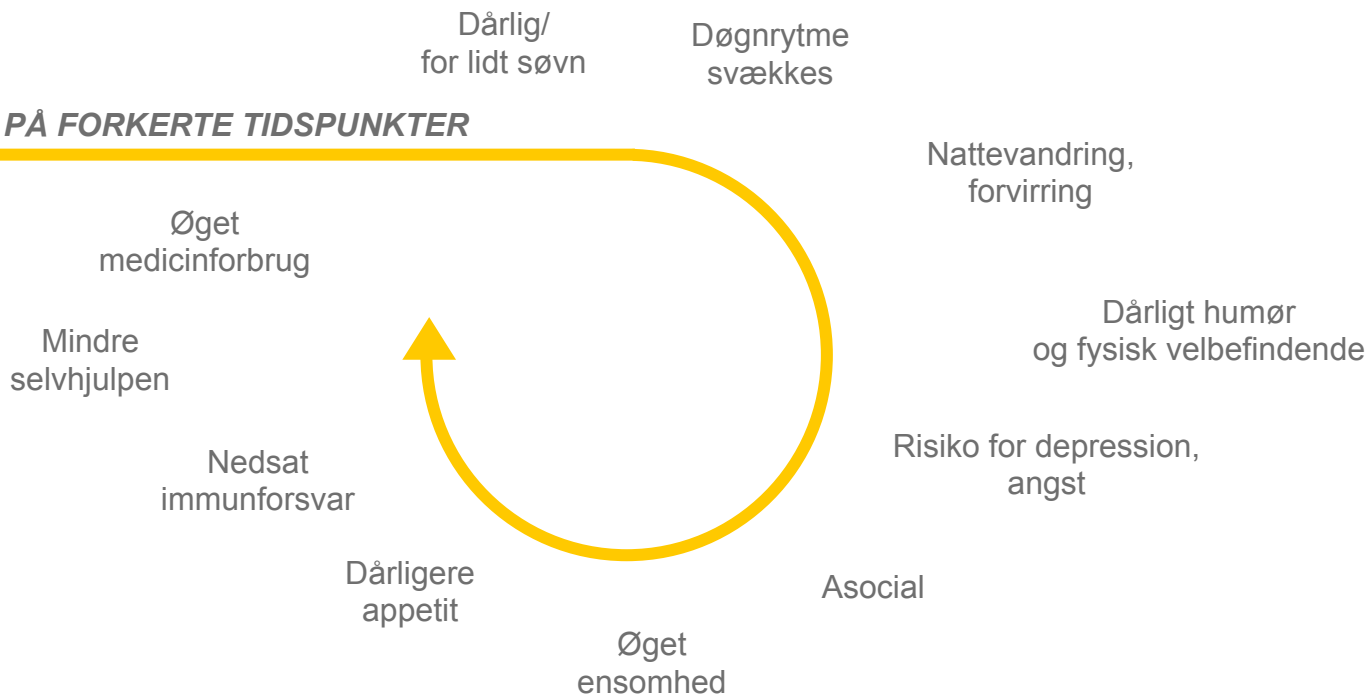 Dårlig/
for lidt søvn
Døgnrytme
svækkes
PÅ FORKERTE TIDSPUNKTER
Nattevandring,
forvirring
Dårligt humør
og fysisk velbefindende
Risiko for depression,
angst
Asocial
Øget
ensomhed
Dårligere
appetit
Nedsat
immunforsvar
Mindre
selvhjulpen
Øget
medicinforbrug